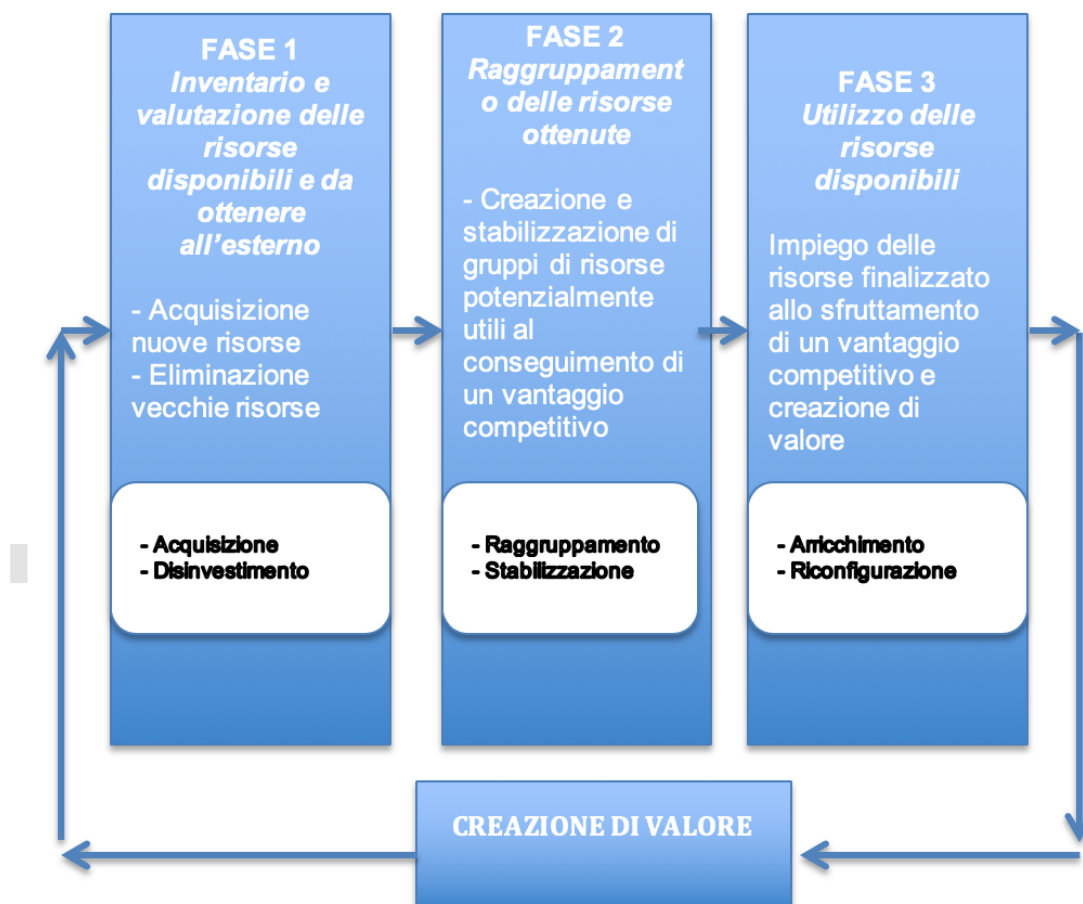 FASE 1
Inventario e
valutazione delle
risorse
disponibili e da
ottenere
all’esterno
- Acquisizione
nuove risorse
- Eliminazione
vecchie risorse
- Acquisizione
- Disinvestimento
FASE 2
Raggruppament
o delle risorse
ottenute
- Creazione e
stabilizzazione di
gruppi di risorse
potenzialmente
utili al
conseguimento di
un vantaggio
competitivo
- Raggruppamento
- Stabilizzazione
FASE 3
Utilizzo delle
risorse
disponibili
Impiego delle
risorse finalizzato
allo sfruttamento
di un vantaggio
competitivo e
creazione di
valore
- Arricchimento
- Riconfigurazione
CREAZIONE DI VALORE